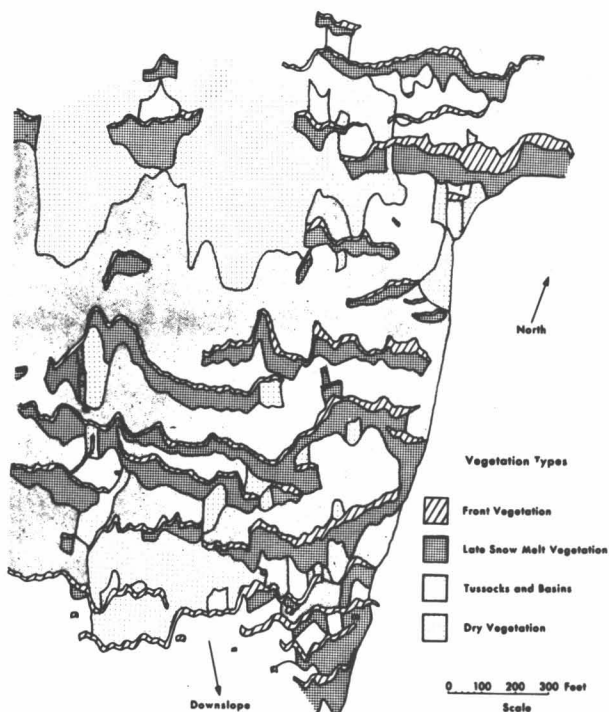 North
Vegetation Types
Front Vegetation
Late Snow Melt Vegetation
Tussocks and Basins
Dry Vegetation
Downslope
0 100 200 300 Feet
Scale